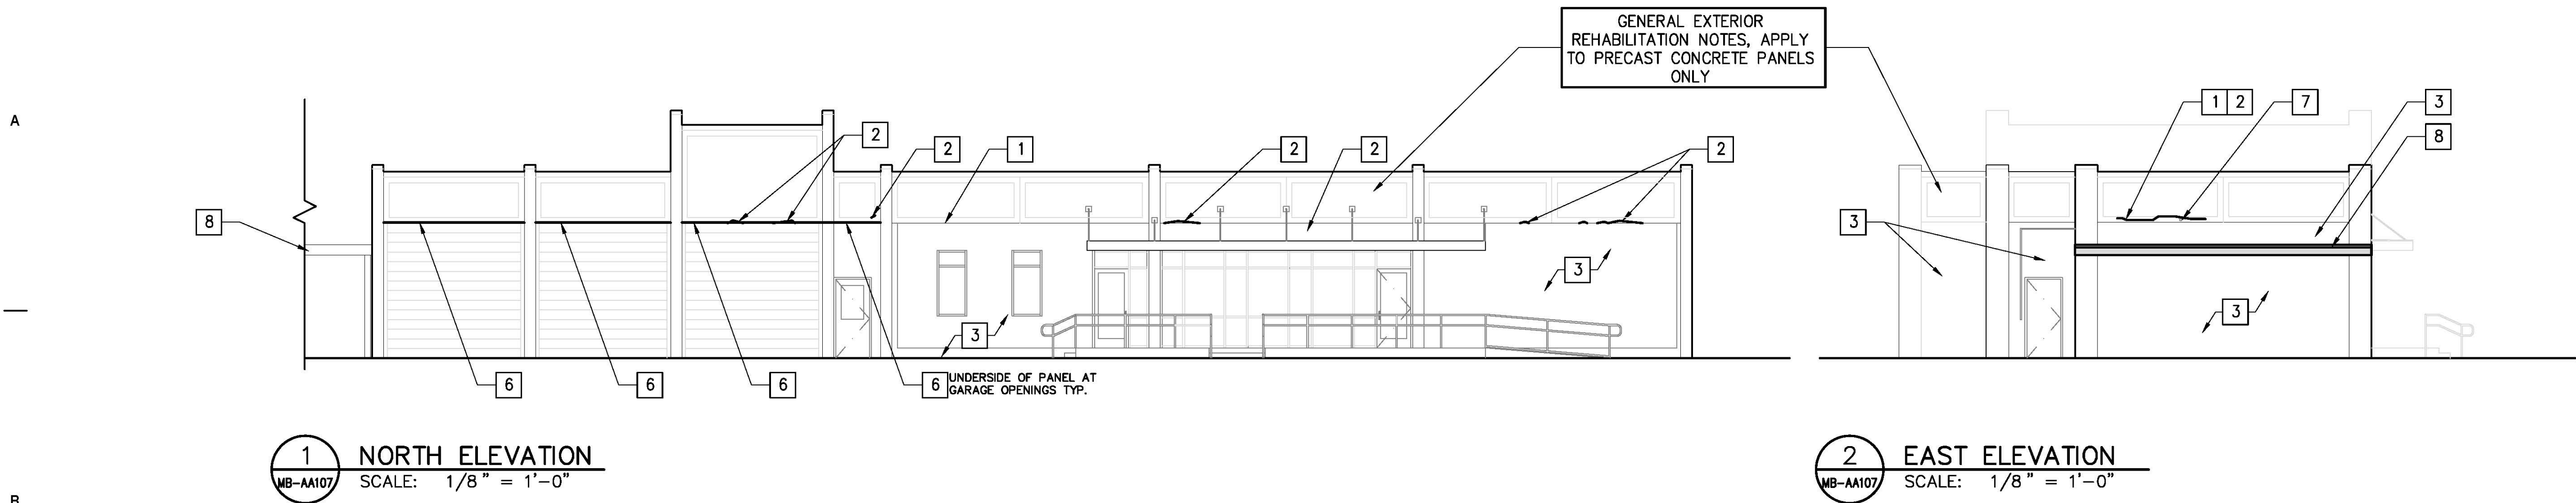 GENERAL EXTERIOR
REHABILITATION NOTES, APPLY
TO PRECAST CONCRETE PANELS
ONLY
A
2
2
1
2
2
2
1 2
7
3
8
8
3
3
3
3
6
6
6
6 UNDERSIDE OF PANEL AT
GARAGE OPENINGS TYP.
1
MB-AA107
NORTH ELEVATION
SCALE: 1/8" = 1'-0"
2
MB-AA107
EAST ELEVATION
SCALE: 1/8" = 1'-0"
B